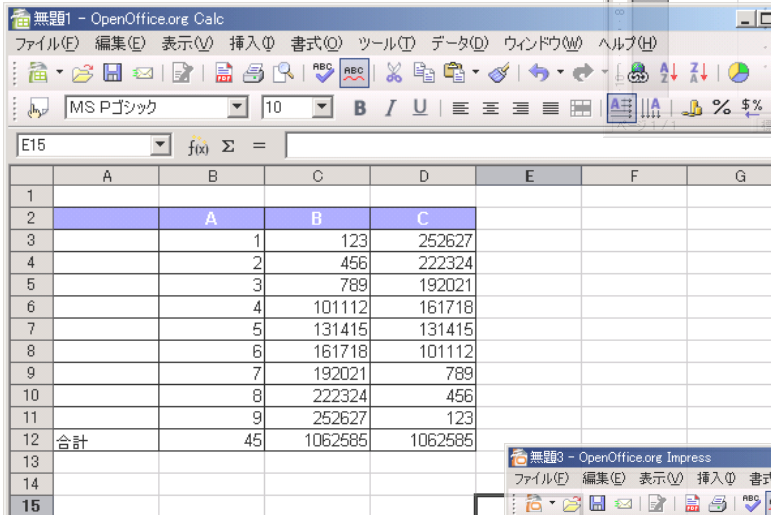 無題1 - OpenOffice.org Calc
ファイル(F) 編集(E) 表示(V) 挿入(I) 書式(O) ツール(T) データ(D) ウィンドウ(W) ヘルプ(H)
ABC ABC
MS Pゴシック 10 B I U A A % $%
E15 f(x) Σ =
A B C D E F G
1
2 A B C
3 1 123 252627
4 2 456 222324
5 3 789 192021
6 4 101112 161718
7 5 131415 131415
8 6 161718 101112
9 7 192021 789
10 8 222324 456
11 9 252627 123
12 合計 45 1062585 1062585
13
14
15
無題3 - OpenOffice.org Impress
ファイル(F) 編集(E) 表示(V) 挿入(I) 書式
ABC